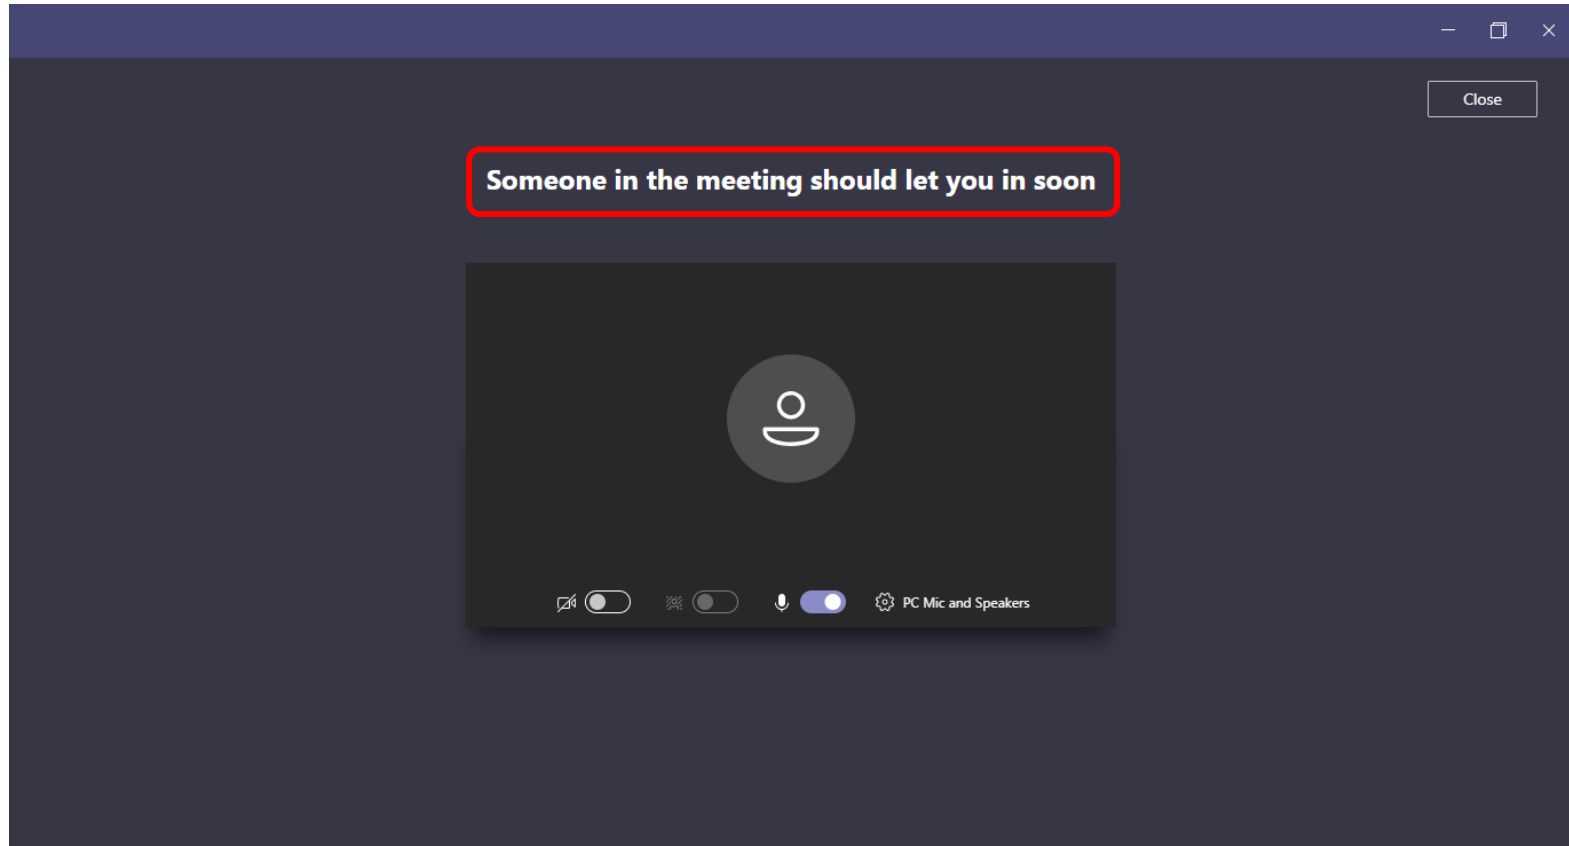 Close
Someone in the meeting should let you in soon
PC Mic and Speakers